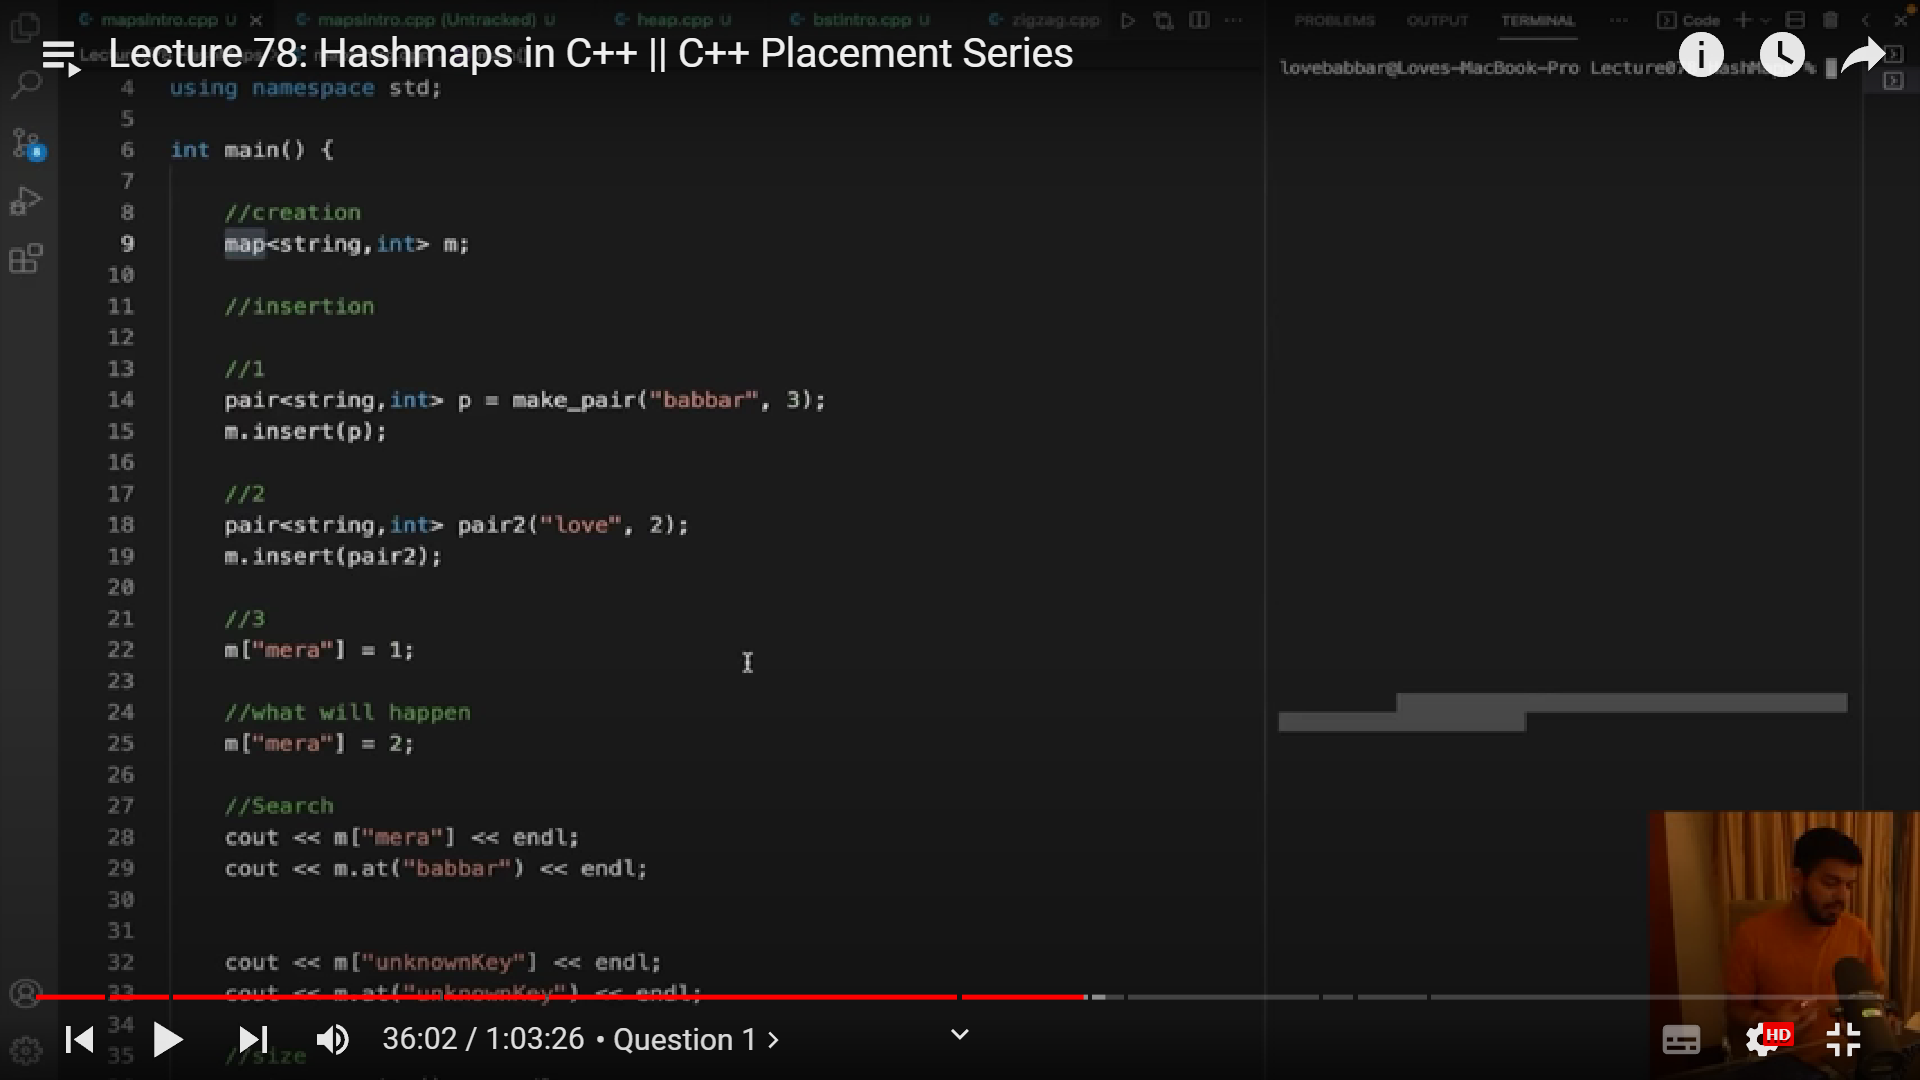 mapsIntro.cpp U
mapsIntro.cpp (Untracked) U
heap.cpp U
bstIntro.cpp U
zigzag.cpp
PROBLEMS OUTPUT TERMINAL
Code
Lecture 78: Hashmaps in C++ || C++ Placement Series
lovebabbar@Loves-MacBook-Pro
4 using namespace std;
5
6 int main() {
7
8 //creation
9 map<string,int> m;
10
11 //insertion
12
13 //1
14 pair<string,int> p = make_pair("babbar", 3);
15 m.insert(p);
16
17 //2
18 pair<string,int> pair2("love", 2);
19 m.insert(pair2);
20
21 //3
22 m["mera"] = 1;
23
24 //what will happen
25 m["mera"] = 2;
26
27 //Search
28 cout << m["mera"] << endl;
29 cout << m.at("babbar") << endl;
30
31
32 cout << m["unknownKey"] << endl;
33 cout << m.at("unknownKey") << endl;
34
35 //size
8
36:02 / 1:03:26 • Question 1
HD